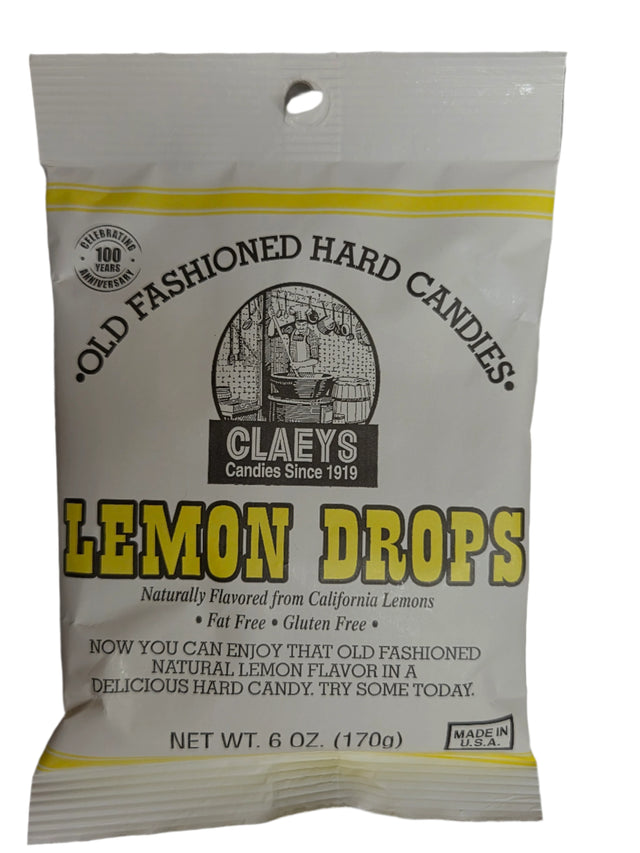 CELEBRATING
100
YEARS
ANNIVERSARY
•OLD FASHIONED HARD CANDIES•
CLAEYS
Candies Since 1919
LEMON DROPS
Naturally Flavored from California Lemons
• Fat Free • Gluten Free •
NOW YOU CAN ENJOY THAT OLD FASHIONED
NATURAL LEMON FLAVOR IN A
DELICIOUS HARD CANDY. TRY SOME TODAY.
NET WT. 6 OZ. (170g)
MADE IN
U.S.A.